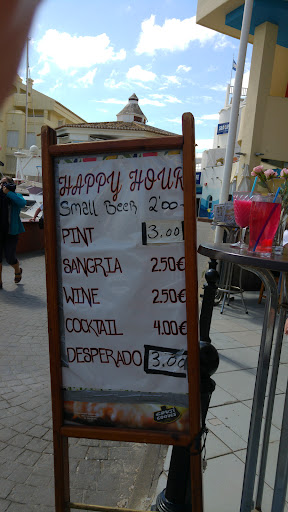 HAPPY HOUR
Small Beer 2'00
PINT 3.00
SANGRIA 2.50€
WINE 2.50€
COCKTAIL 4.00€
DESPERADO 3.00